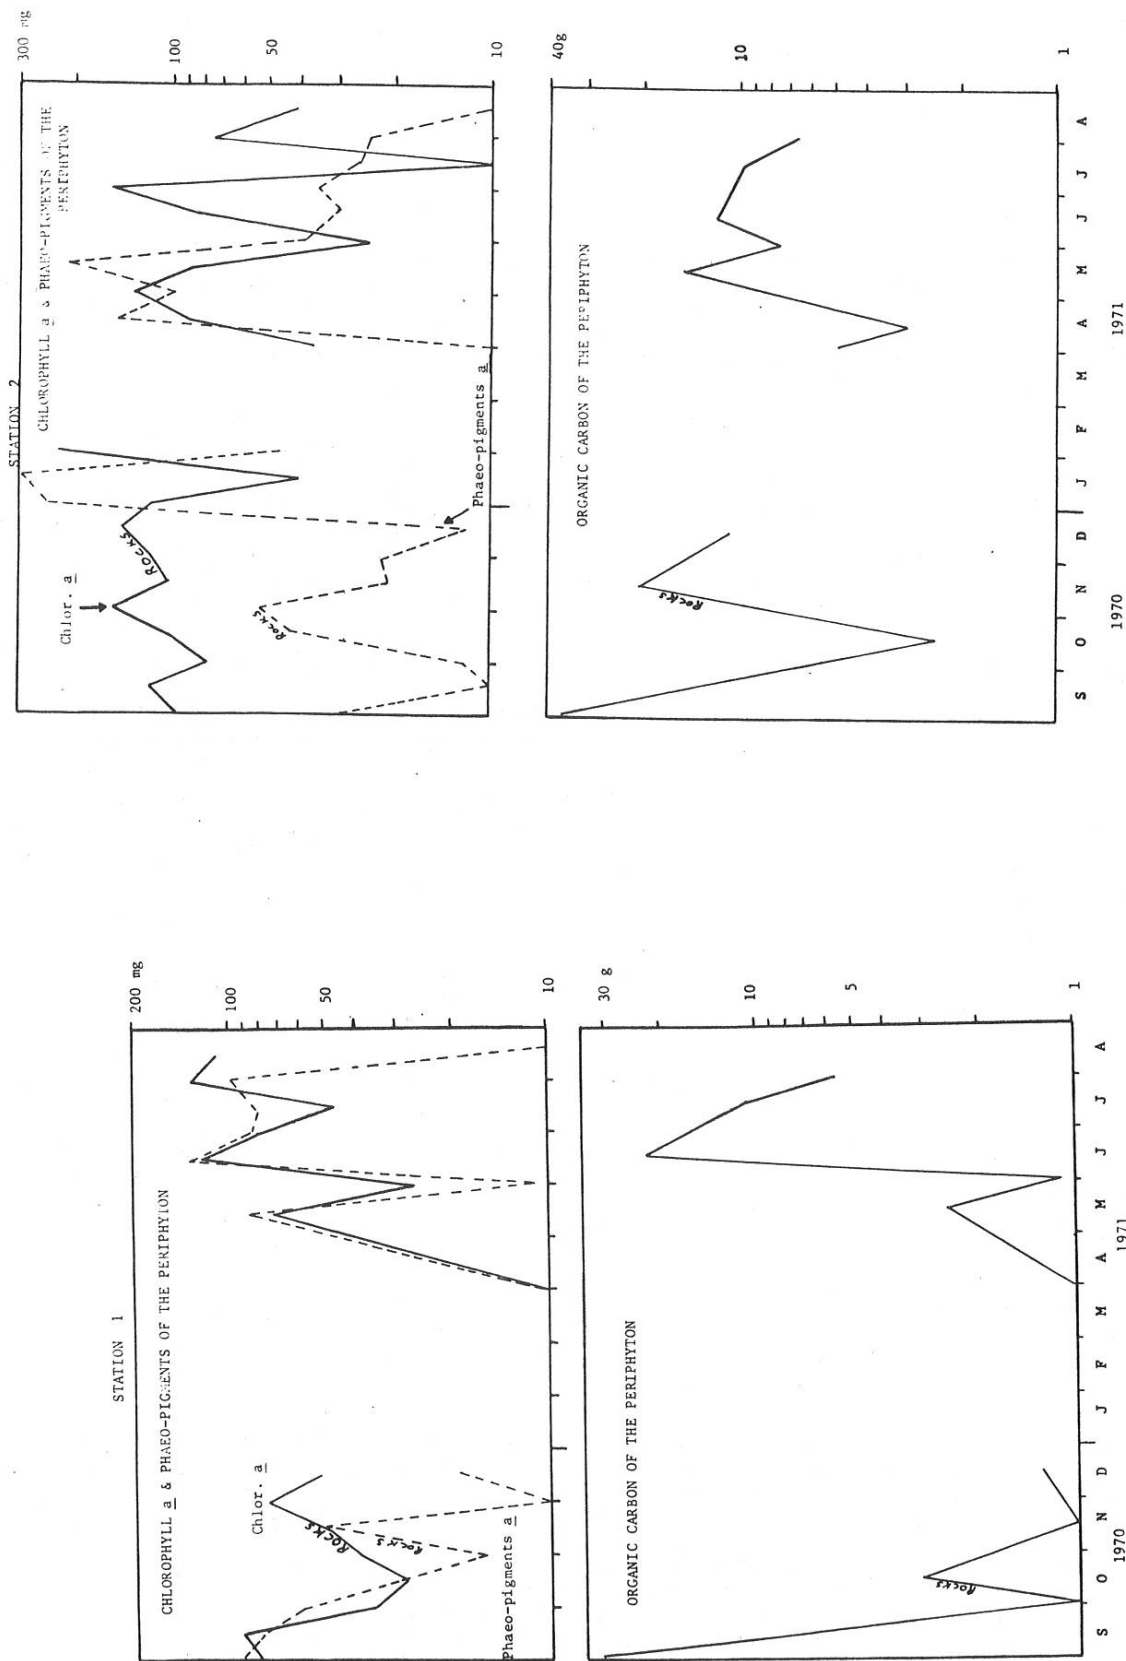 STATION 1
CHLOROPHYLL a & PHAEO-PIGMENTS OF THE PERIPHYTON
200 mg
100
50
10
Chlor. a
ROCKS
ROCKS
Phaeo-pigments a
ORGANIC CARBON OF THE PERIPHYTON
30 g
10
5
1
ROCKS
S O N D J F M A M J J A
1970 1971
STATION 2
CHLOROPHYLL a & PHAEO-PIGMENTS OF THE
PERIPHYTON
300 mg
100
50
10
Chlor. a
ROCKS
ROCKS
Phaeo-pigments a
ORGANIC CARBON OF THE PERIPHYTON
40g
10
1
ROCKS
S O N D J F M A M J J A
1970 1971